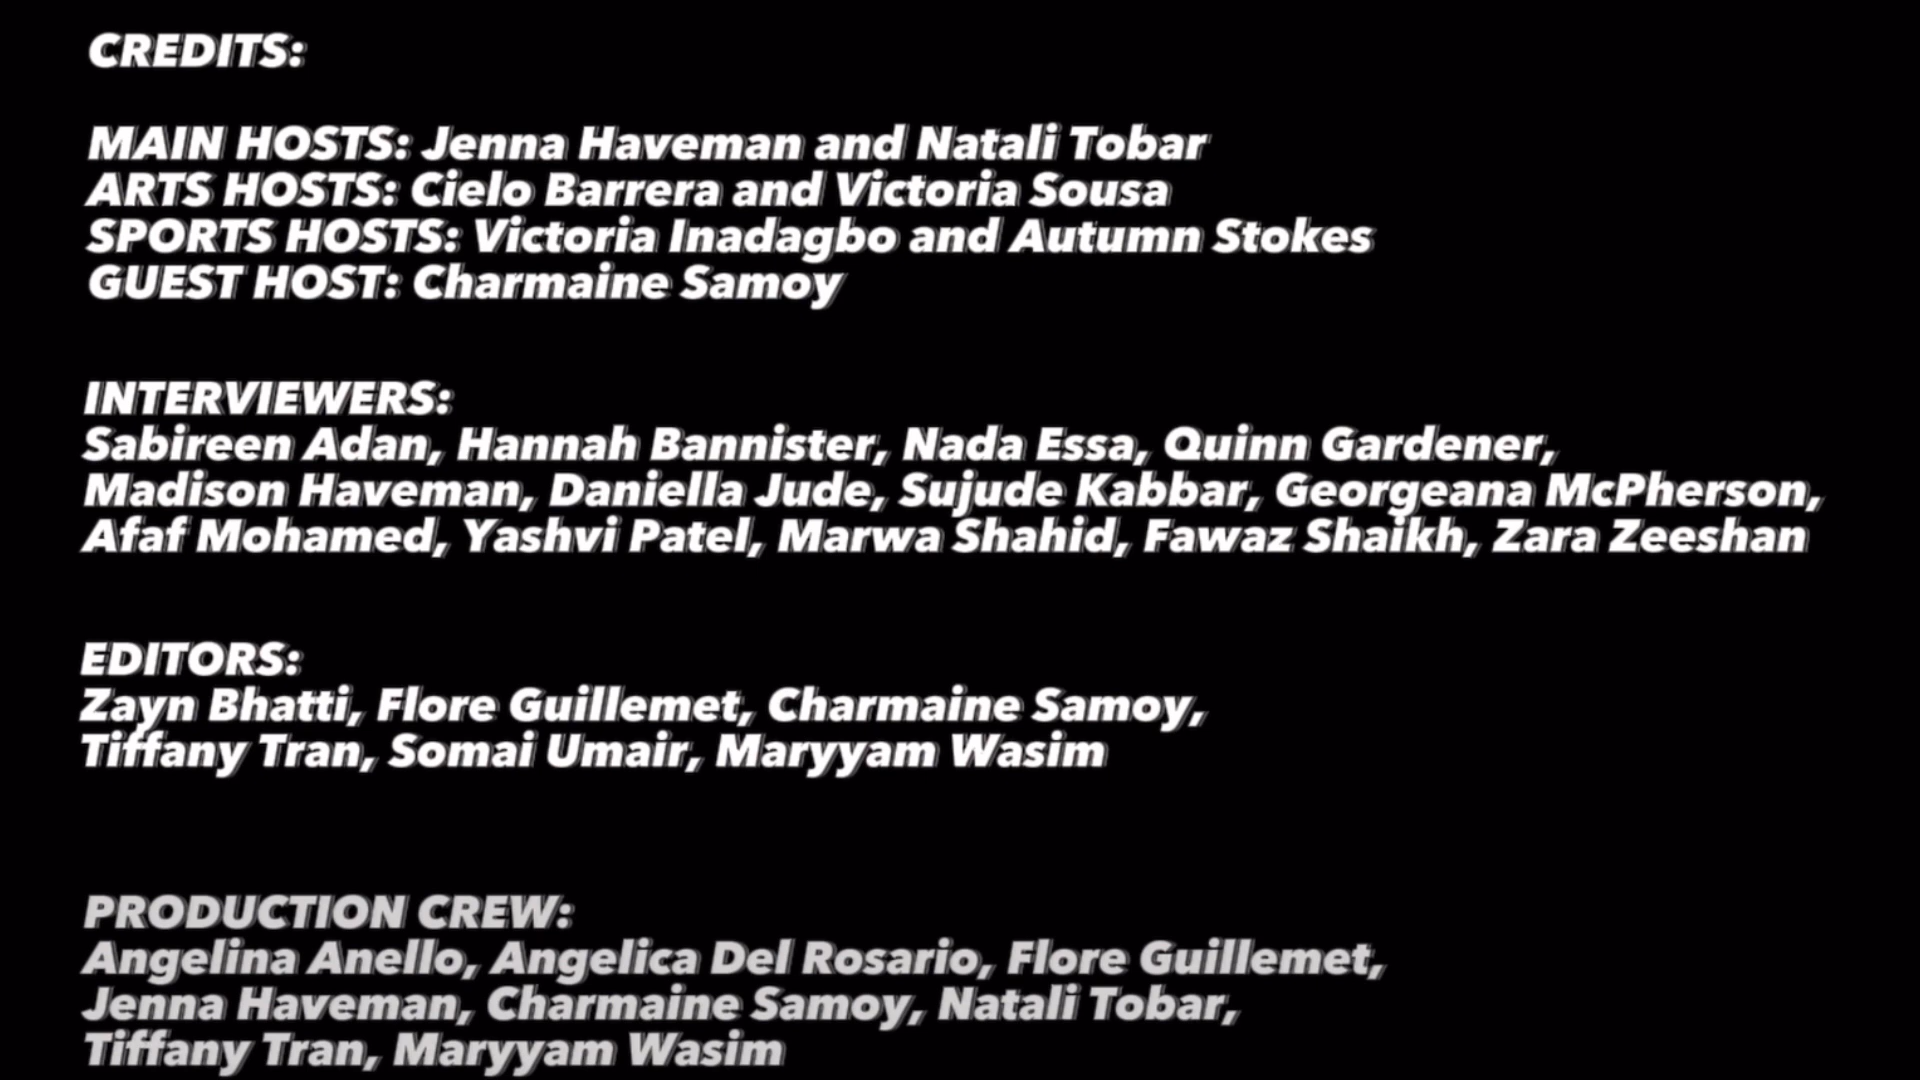 CREDITS:
MAIN HOSTS: Jenna Haveman and Natali Tobar
ARTS HOSTS: Cielo Barrera and Victoria Sousa
SPORTS HOSTS: Victoria Inadagbo and Autumn Stokes
GUEST HOST: Charmaine Samoy
INTERVIEWERS:
Sabireen Adan, Hannah Bannister, Nada Essa, Quinn Gardener,
Madison Haveman, Daniella Jude, Sujude Kabbar, Georgeana McPherson,
Afaf Mohamed, Yashvi Patel, Marwa Shahid, Fawaz Shaikh, Zara Zeeshan
EDITORS:
Zayn Bhatti, Flore Guillemet, Charmaine Samoy,
Tiffany Tran, Somai Umair, Maryyam Wasim
PRODUCTION CREW:
Angelina Anello, Angelica Del Rosario, Flore Guillemet,
Jenna Haveman, Charmaine Samoy, Natali Tobar,
Tiffany Tran, Maryyam Wasim